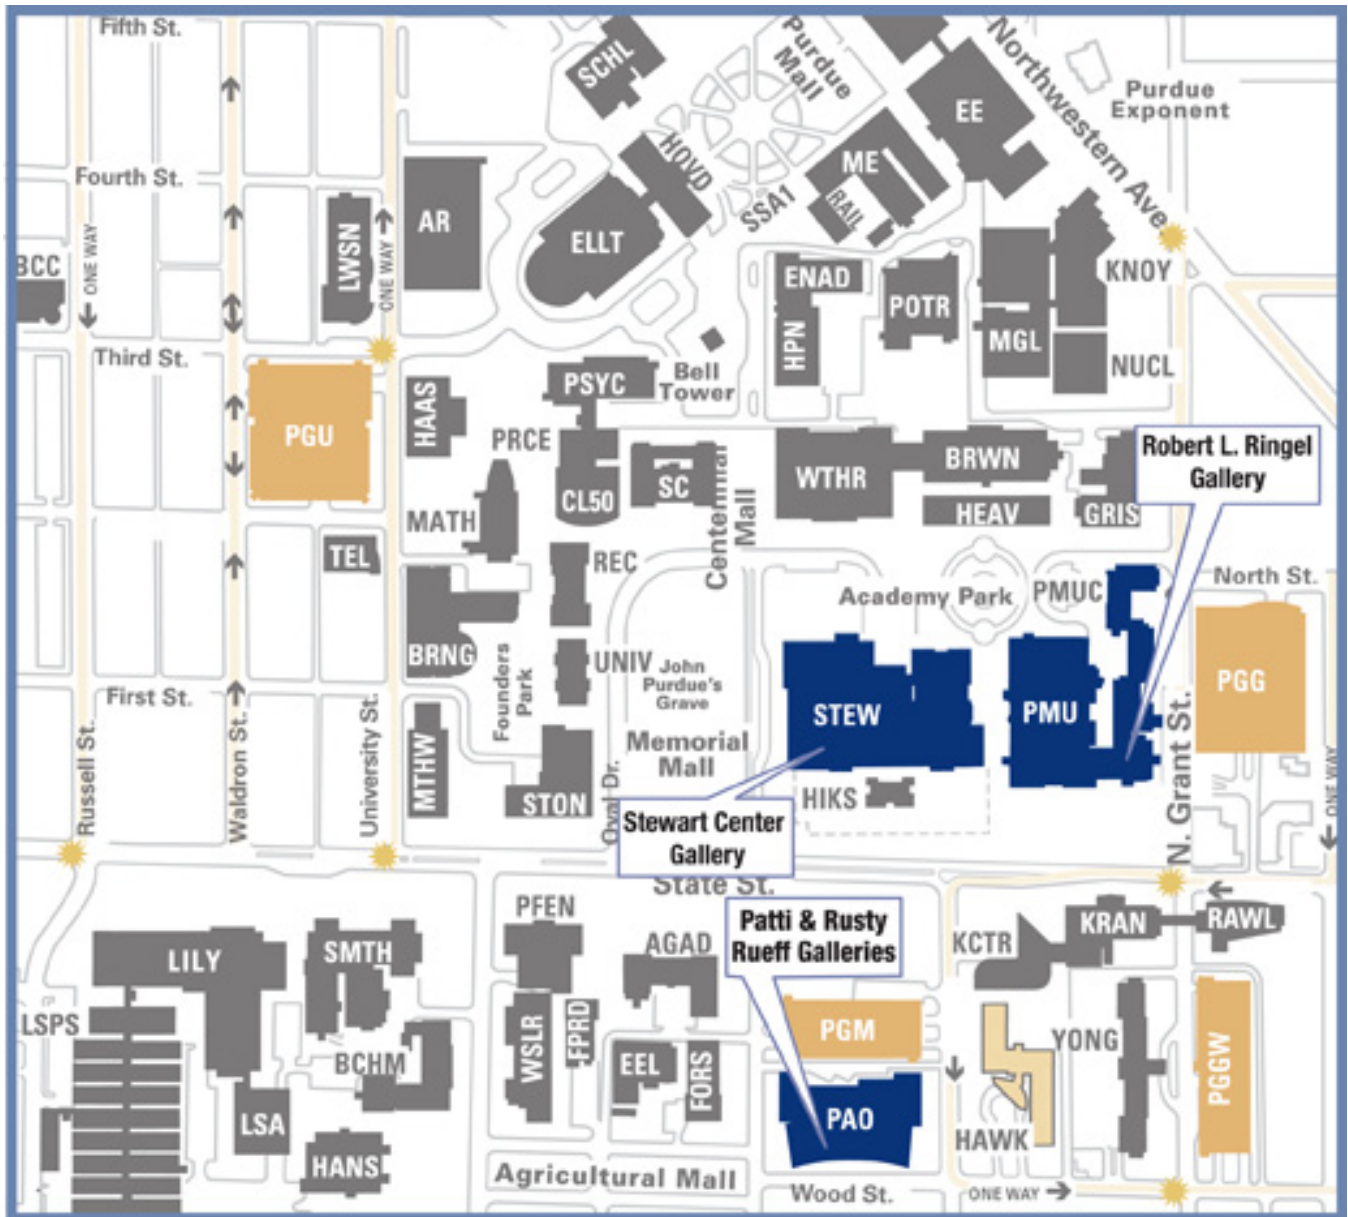 Fifth St.
SCHL
Purdue
Mall
Northwestern Ave.
EE
Purdue
Exponent
Fourth St.
HOVD
ME
SSA1
RAIL
AR
LWSN
ONE WAY
ONE WAY
ELLT
BCC
ENAD
KNOY
POTR
HPN
MGL
Third St.
PSYC
Bell
Tower
NUCL
HAAS
PGU
PRCE
Robert L. Ringel
Gallery
WTHR
BRWN
SC
CL50
Centennial
Mall
MATH
HEAV
GRIS
TEL
REC
North St.
Academy Park
PMUC
BRNG
UNIV
John
Purdue's
Grave
Founders
Park
PGG
First St.
STEW
PMU
Russell St.
Waldron St.
University St.
MTHW
Memorial
Mall
N. Grant St.
ONE WAY
STON
Oval Dr.
HIKS
Stewart Center
Gallery
State St.
PFEN
Patti & Rusty
Rueff Galleries
KRAN
RAWL
AGAD
KCTR
LILY
SMTH
LSPS
PGM
YONG
WSLR
FPRD
BCHM
EEL
FORS
PGGW
LSA
PAO
HAWK
HANS
Agricultural Mall
Wood St.
ONE WAY